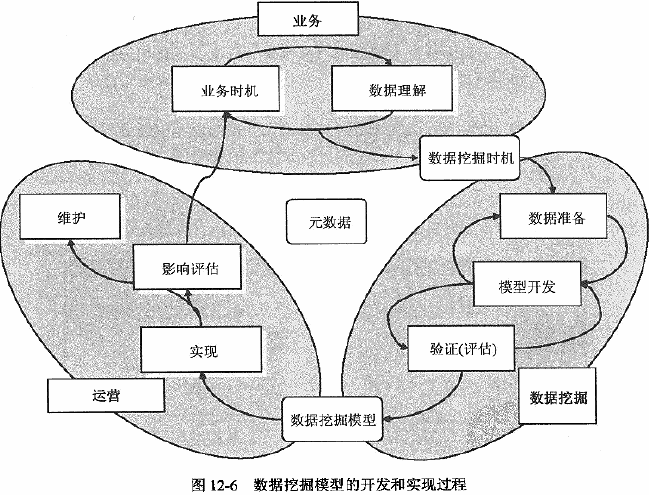 业务
业务时机
数据理解
数据挖掘时机
维护
元数据
数据准备
影响评估
模型开发
实现
验证(评估)
运营
数据挖掘模型
数据挖掘
图 12-6 数据挖掘模型的开发和实现过程